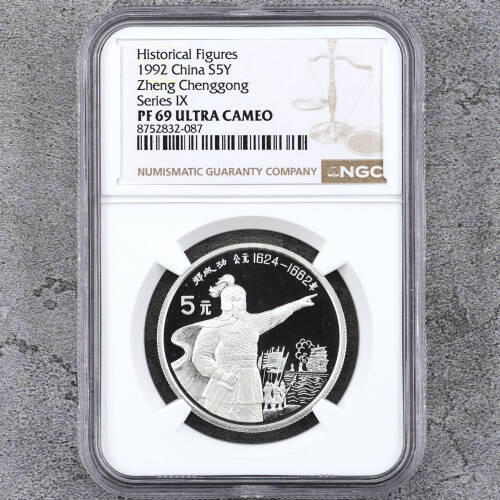 Historical Figures
1992 China S5Y
Zheng Chenggong
Series IX
PF 69 ULTRA CAMEO
8752832-087
NUMISMATIC GUARANTY COMPANY
NGC
郑成功 公元1624-1662年
5元